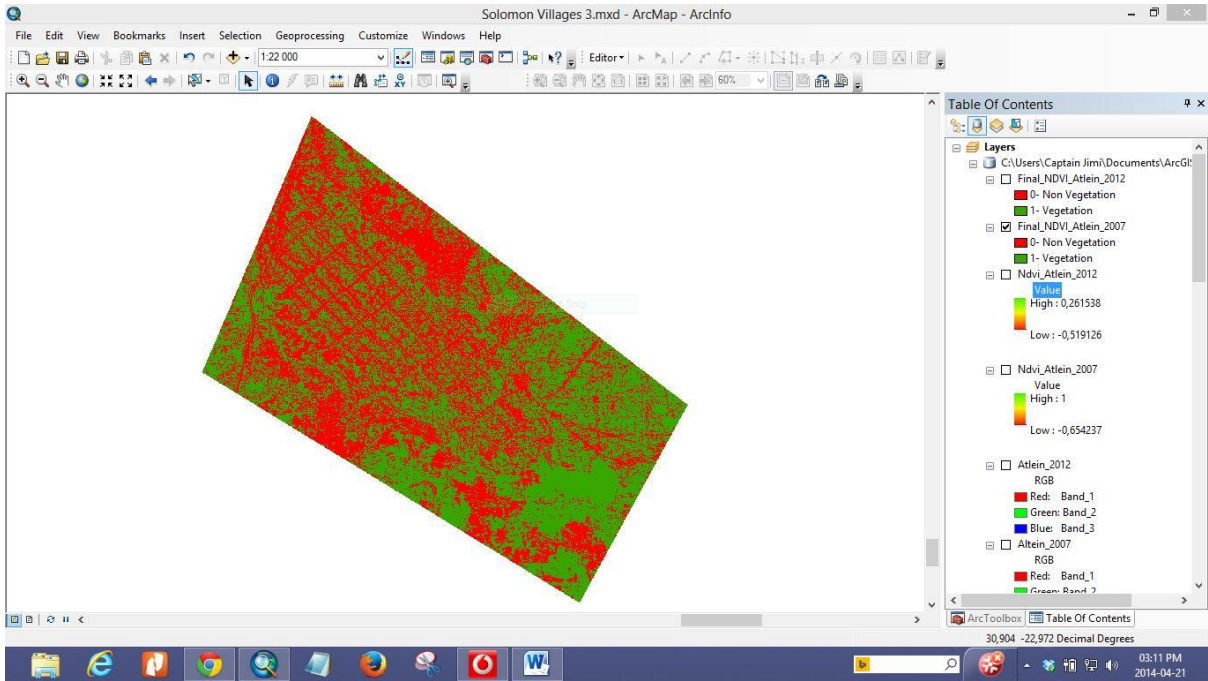 Solomon Villages 3.mxd - ArcMap - ArcInfo
File Edit View Bookmarks Insert Selection Geoprocessing Customize Windows Help
1:22 000
Editor
60%
Table Of Contents
Layers
C:\Users\Captain Jimi\Documents\ArcGI
Final_NDVI_Atlein_2012
0- Non Vegetation
1- Vegetation
Final_NDVI_Atlein_2007
0- Non Vegetation
1- Vegetation
Ndvi_Atlein_2012
Value
High : 0,261538
Low : -0,519126
Ndvi_Atlein_2007
Value
High : 1
Low : -0,654237
Atlein_2012
RGB
Red: Band_1
Green: Band_2
Blue: Band_3
Altein_2007
RGB
Red: Band_1
Green: Band_2
ArcToolbox Table Of Contents
30,904 -22,972 Decimal Degrees
03:11 PM
2014-04-21